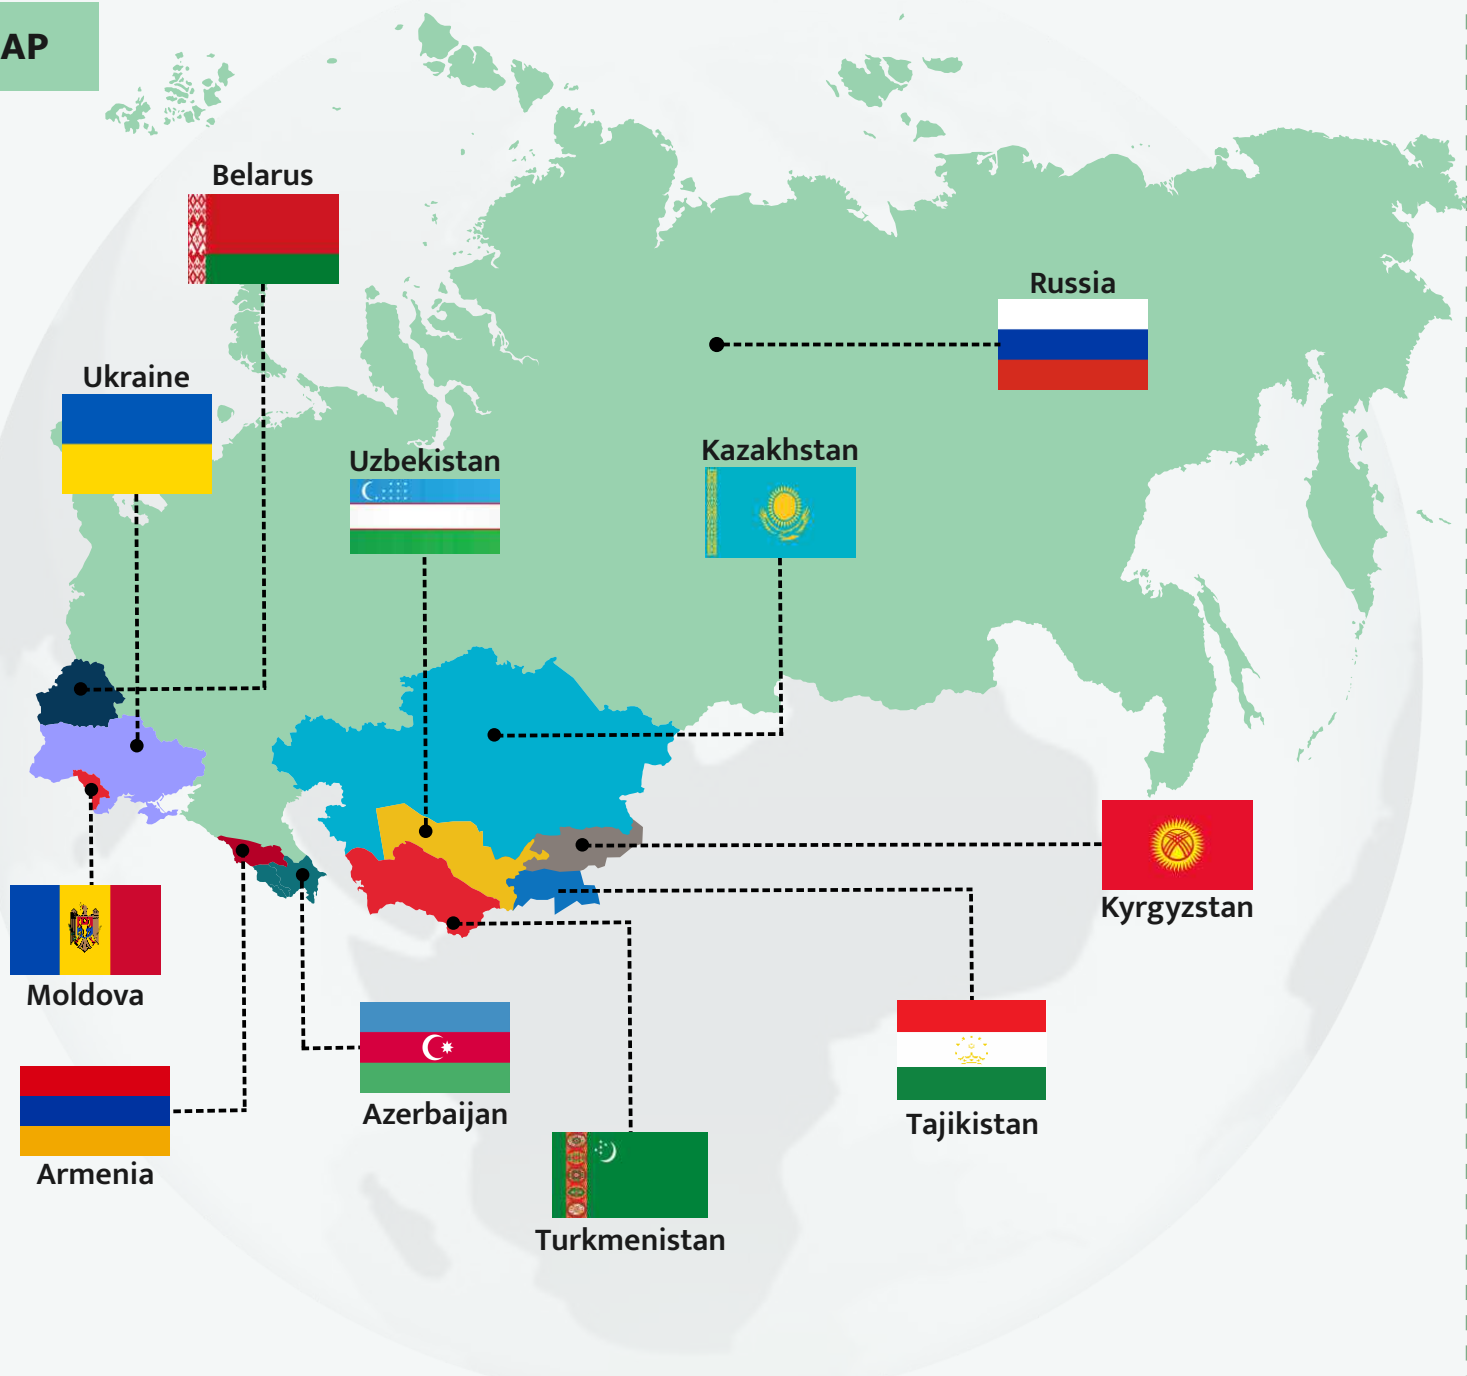 AP
Belarus
Russia
Ukraine
Kazakhstan
Uzbekistan
Kyrgyzstan
Moldova
Azerbaijan
Tajikistan
Armenia
Turkmenistan